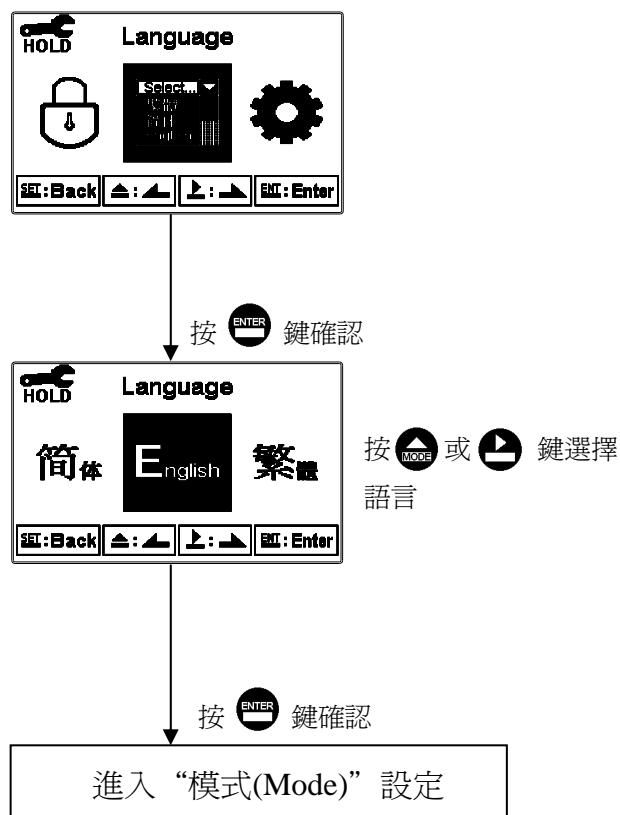 HOLD Language
Select...
SET:Back ENT:Enter
按 ENTER 鍵確認
HOLD Language
简体 English 繁體
SET:Back ENT:Enter
按 MODE 或 鍵選擇
語言
按 ENTER 鍵確認
進入“模式(Mode)”設定